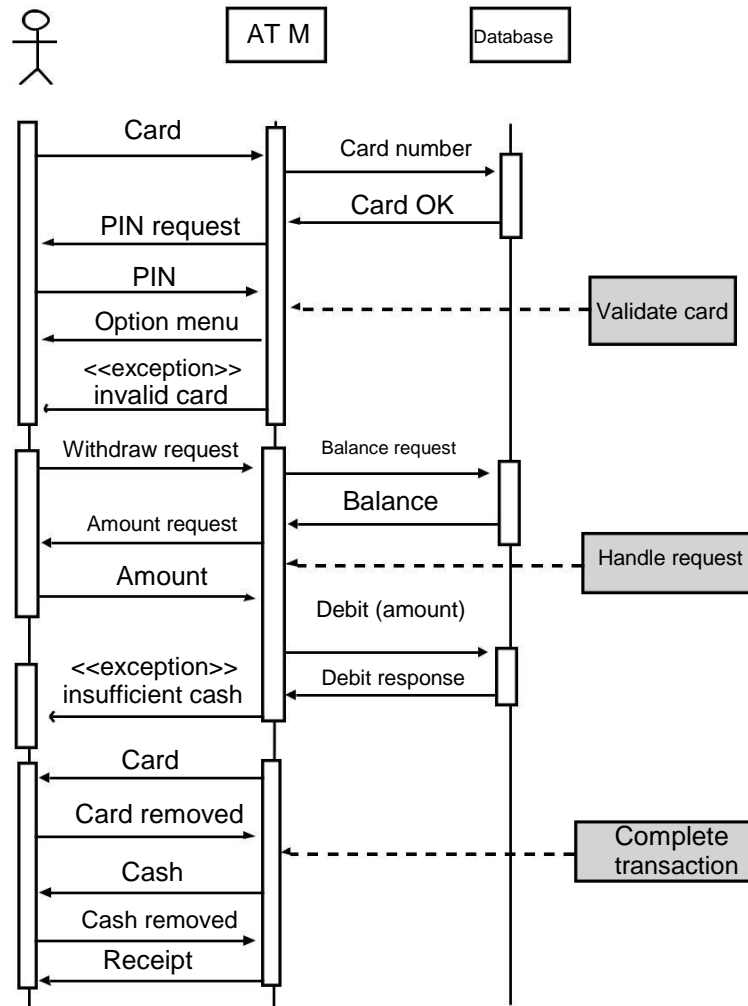 AT M
Database
Card
Card number
Card OK
PIN request
PIN
Validate card
Option menu
<<exception>>
invalid card
Withdraw request
Balance request
Balance
Amount request
Handle request
Amount
Debit (amount)
<<exception>>
insufficient cash
Debit response
Card
Card removed
Complete
transaction
Cash
Cash removed
Receipt